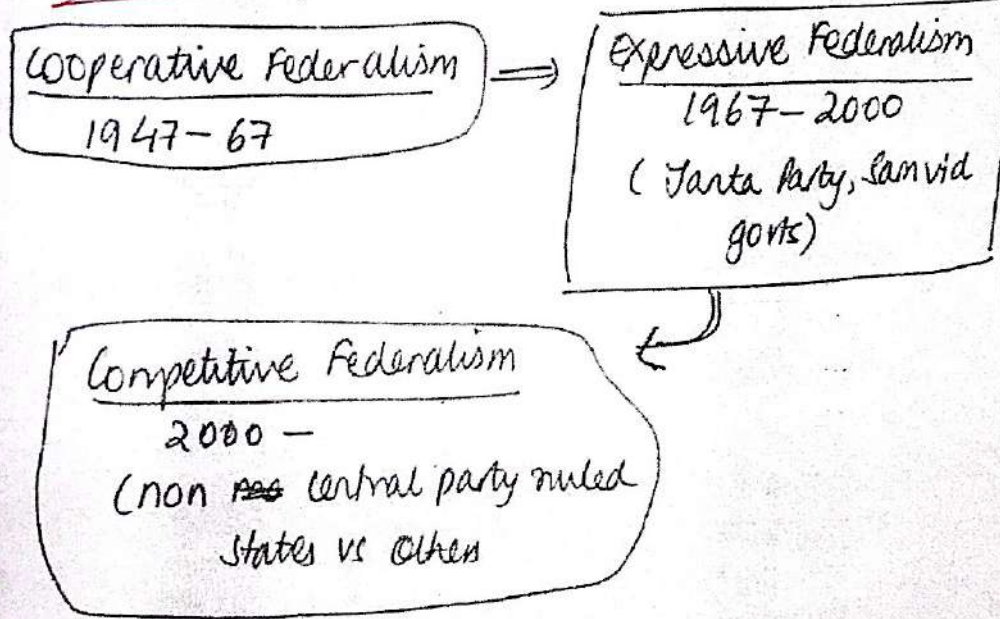 Cooperative Federalism
1947-67
Expressive Federalism
1967-2000
(Janta Party, Samvid
govts)
Competitive Federalism
2000 -
(non central party ruled
states vs others